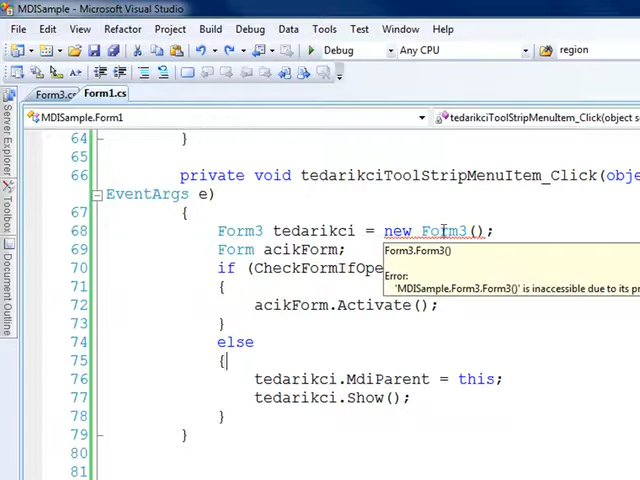 MDISample - Microsoft Visual Studio
File Edit View Refactor Project Build Debug Data Tools Test Window Help
Debug Any CPU region
Form3.cs Form1.cs
MDISample.Form1 tedarikciToolStripMenuItem_Click(object
Server Explorer
Toolbox
Document Outline
64 }
65
66 private void tedarikciToolStripMenuItem_Click(obje
EventArgs e)
67 {
68 Form3 tedarikci = new Form3();
69 Form acikForm;
70 if (CheckFormIfOpe
71 {
72 acikForm.Activate();
73 }
74 else
75 {
76 tedarikci.MdiParent = this;
77 tedarikci.Show();
78 }
79 }
80
81
Form3.Form3()
Error:
'MDISample.Form3.Form3()' is inaccessible due to its pr